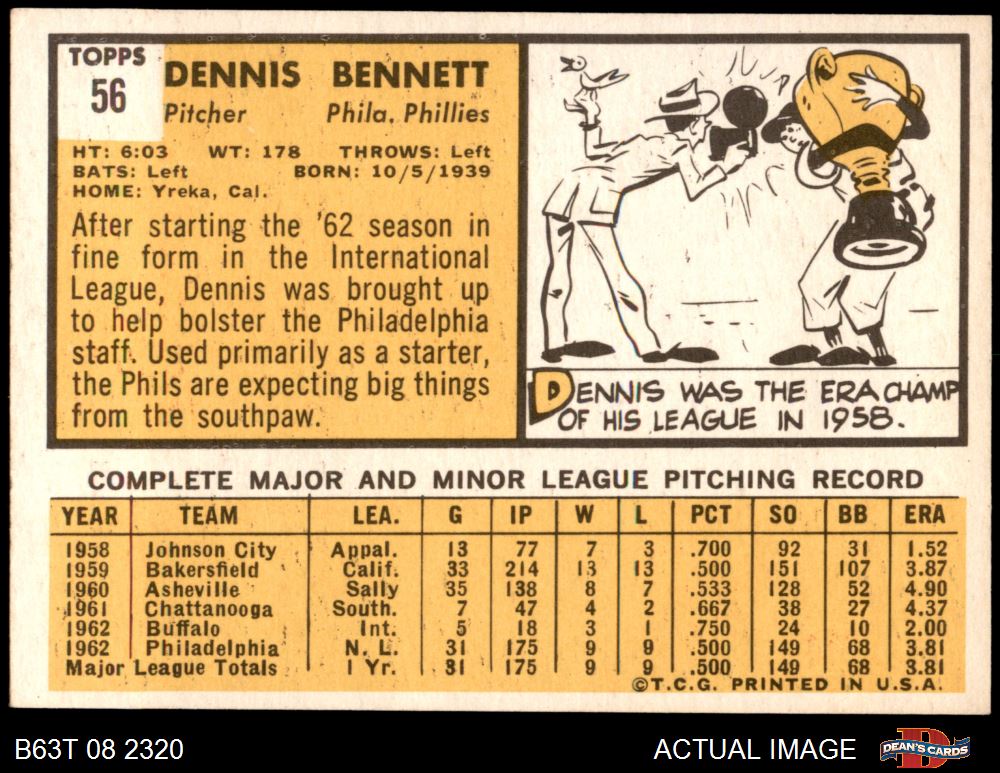 TOPPS
56
DENNIS BENNETT
Pitcher Phila. Phillies
HT: 6:03 WT: 178 THROWS: Left
BATS: Left BORN: 10/5/1939
HOME: Yreka, Cal.
After starting the '62 season in
fine form in the International
League, Dennis was brought up
to help bolster the Philadelphia
staff. Used primarily as a starter,
the Phils are expecting big things
from the southpaw.
DENNIS WAS THE ERA CHAMP
OF HIS LEAGUE IN 1958.
COMPLETE MAJOR AND MINOR LEAGUE PITCHING RECORD
YEAR TEAM LEA. G IP W L PCT SO BB ERA
1958 Johnson City Appal. 13 77 7 3 .700 92 31 1.52
1959 Bakersfield Calif. 33 214 13 13 .500 151 107 3.87
1960 Asheville Sally 35 138 8 7 .533 128 52 4.90
1961 Chattanooga South. 7 47 4 2 .667 38 27 4.37
1962 Buffalo Int. 5 18 3 1 .750 24 10 2.00
1962 Philadelphia N. L. 31 175 9 9 .500 149 68 3.81
Major League Totals 1 Yr. 31 175 9 9 .500 149 68 3.81
©T.C.G. PRINTED IN U.S.A.
B63T 08 2320 ACTUAL IMAGE DEAN'S CARDS